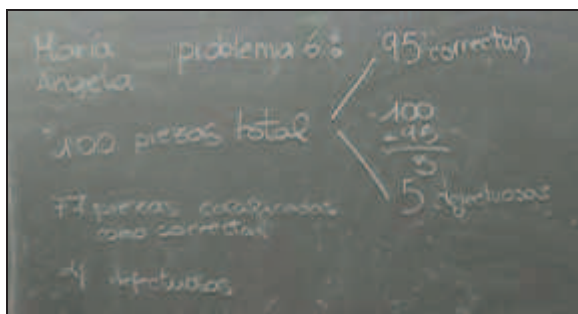 María problema 6:
Angela
100 piezas total
95 correctas
100
- 95
5
5 defectuosas
77 piezas catalogadas
como correctas
4 defectuosas